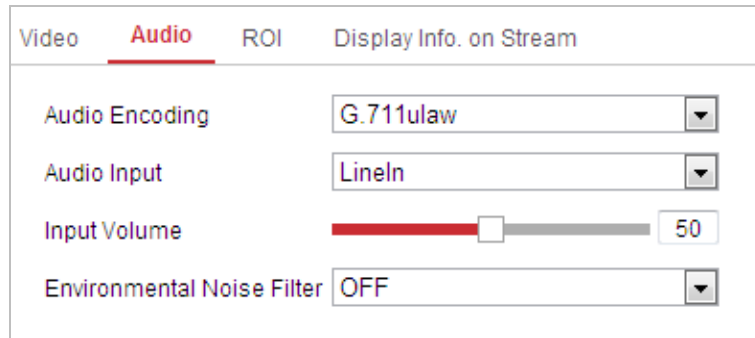 Video Audio ROI Display Info. on Stream
Audio Encoding G.711ulaw
Audio Input LineIn
Input Volume 50
Environmental Noise Filter OFF